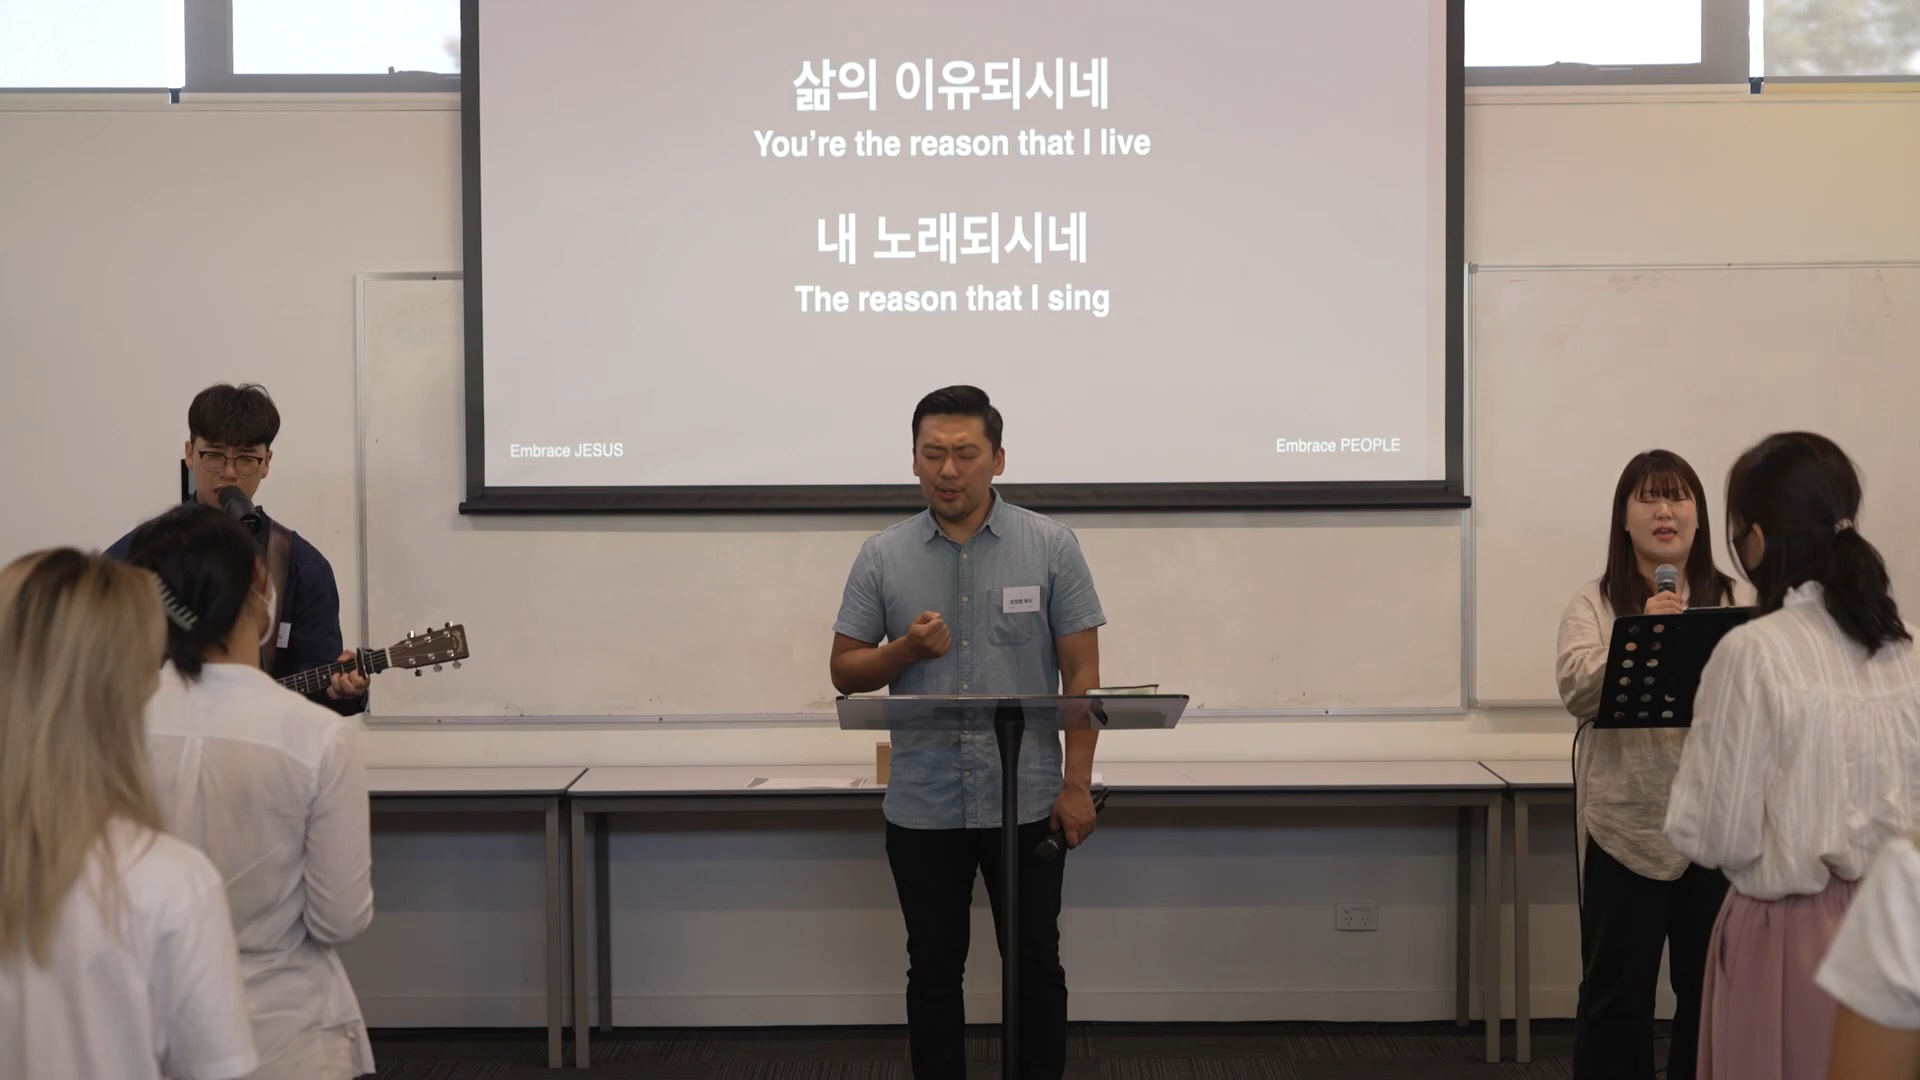 삶의 이유되시네
You're the reason that I live
내 노래되시네
The reason that I sing
Embrace JESUS
Embrace PEOPLE